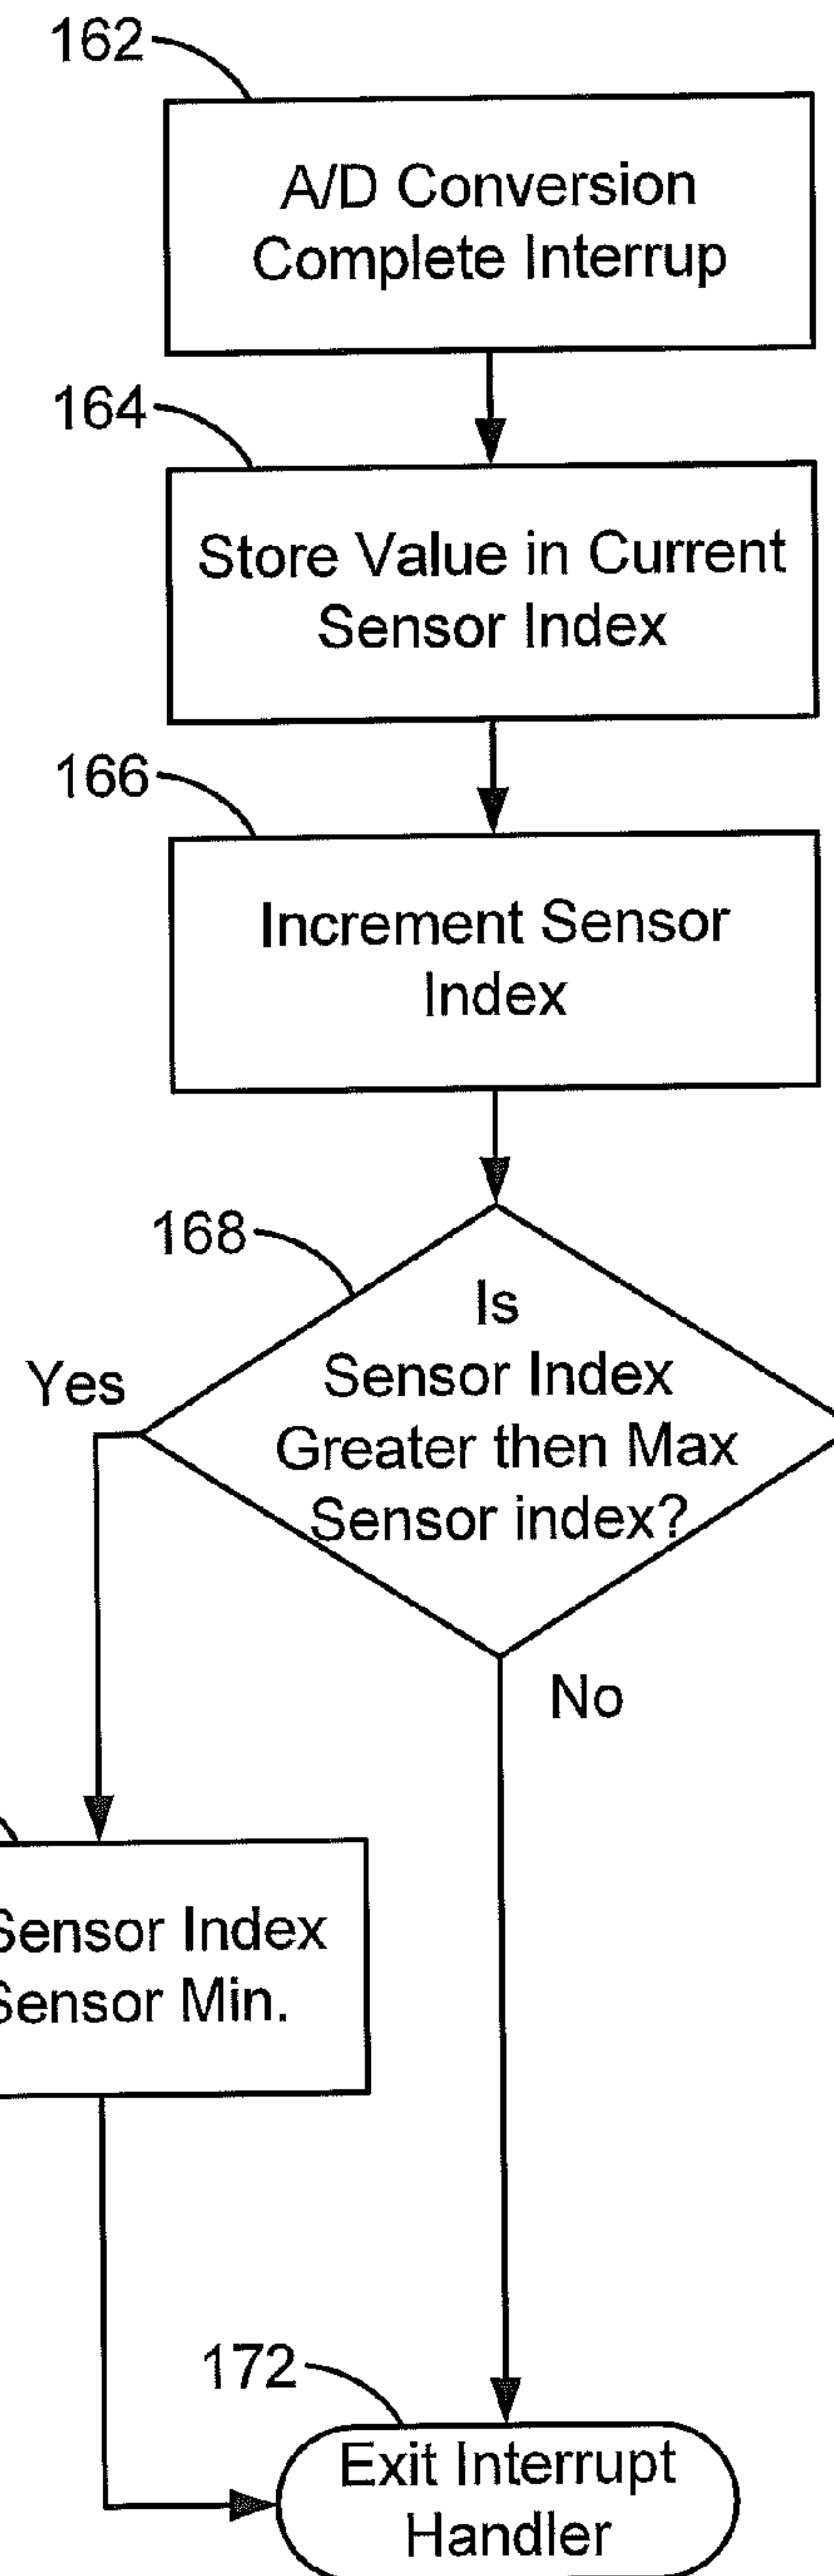 162
A/D Conversion
Complete Interrup
164
Store Value in Current
Sensor Index
166
Increment Sensor
Index
168
Is
Sensor Index
Greater then Max
Sensor index?
Yes
No
Sensor Index
Sensor Min.
172
Exit Interrupt
Handler